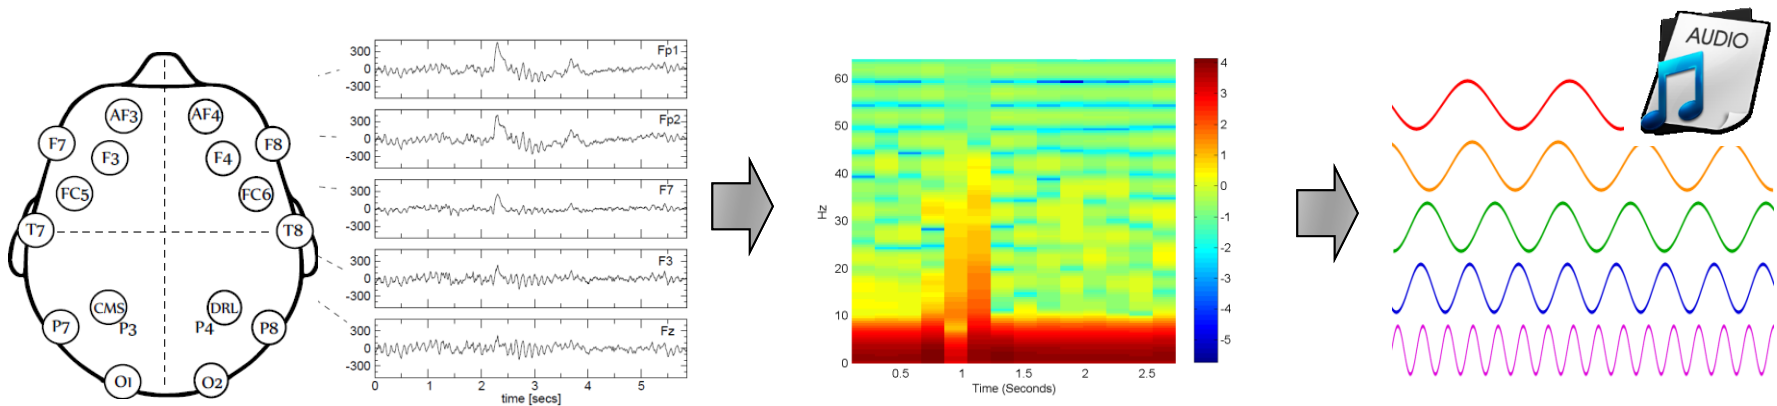 AF3
AF4
F7
F8
F3
F4
FC5
FC6
T7
T8
CMS
DRL
P7
P3
P4
P8
O1
O2
300
0
-300
Fp1
300
0
-300
Fp2
300
0
-300
F7
300
0
-300
F3
300
0
-300
Fz
0 1 2 3 4 5
time [secs]
60
50
40
30
20
10
0
Hz
0.5 1 1.5 2 2.5
Time (Seconds)
4
3
2
1
0
-1
-2
-3
-4
-5
AUDIO